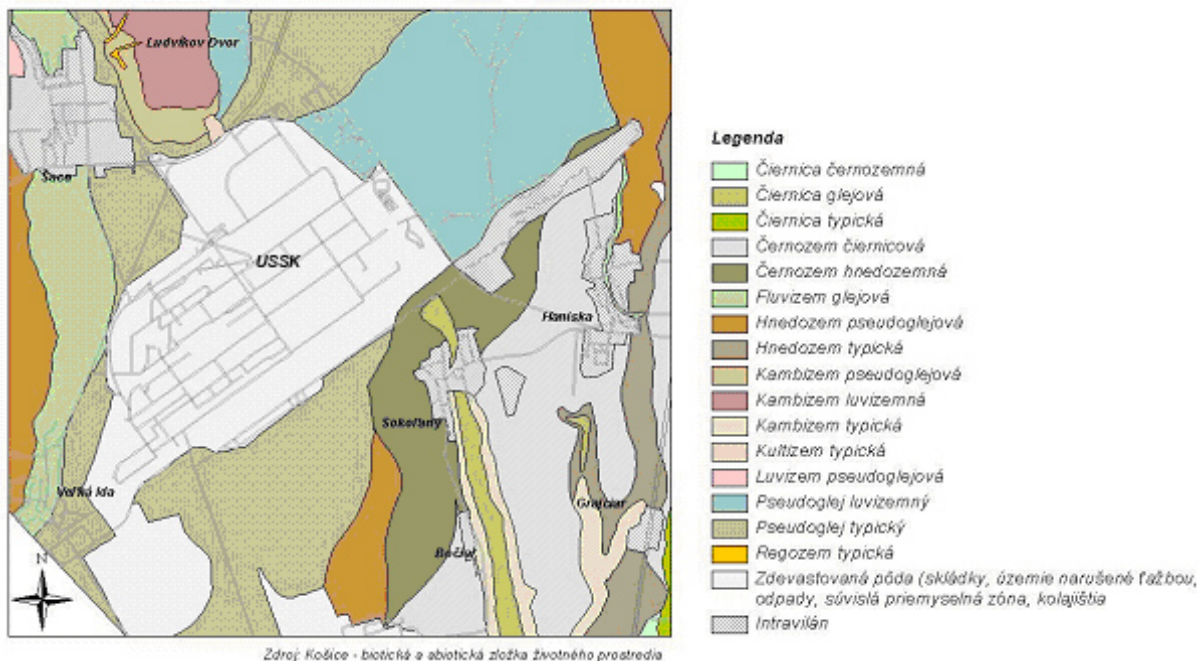 Ludvíkov Dvor
Šaca
USSK
Haniska
Sokoľany
Veľká Ida
Grajciar
Bočiar
N
Legenda
Čiernica černozemná
Čiernica glejová
Čiernica typická
Černozem čiernicová
Černozem hnedozemná
Fluvizem glejová
Hnedozem pseudoglejová
Hnedozem typická
Kambizem pseudoglejová
Kambizem luvizemná
Kambizem typická
Kultizem typická
Luvizem pseudoglejová
Pseudoglej luvizemný
Pseudoglej typický
Regozem typická
Zdevastovaná pôda (skládky, územie narušené ťažbou,
odpady, súvislá priemyselná zóna, kolajištia
Intravilán
Zdroj: Košice - biotická a abiotická zložka životného prostredia